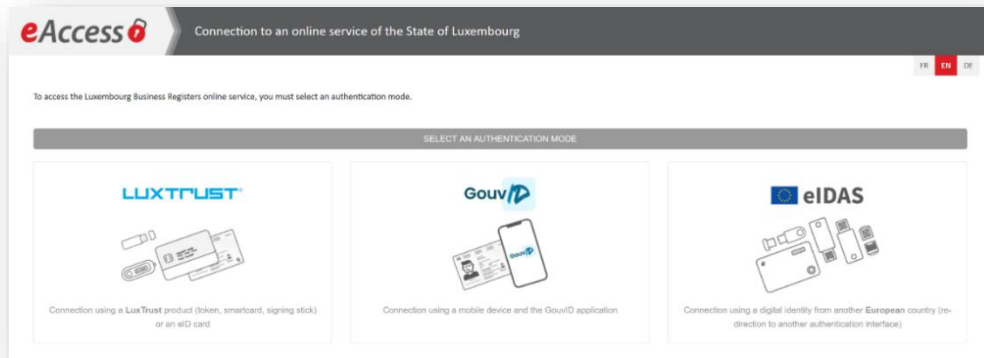 eAccess
Connection to an online service of the State of Luxembourg
FR EN DE
To access the Luxembourg Business Registers online service, you must select an authentication mode.
SELECT AN AUTHENTICATION MODE
LUXTRUST
Connection using a LuxTrust product (token, smartcard, signing stick)
or an eID card
GouvID
GouvID
Connection using a mobile device and the GouvID application
eIDAS
Connection using a digital identity from another European country (re-
direction to another authentication interface)